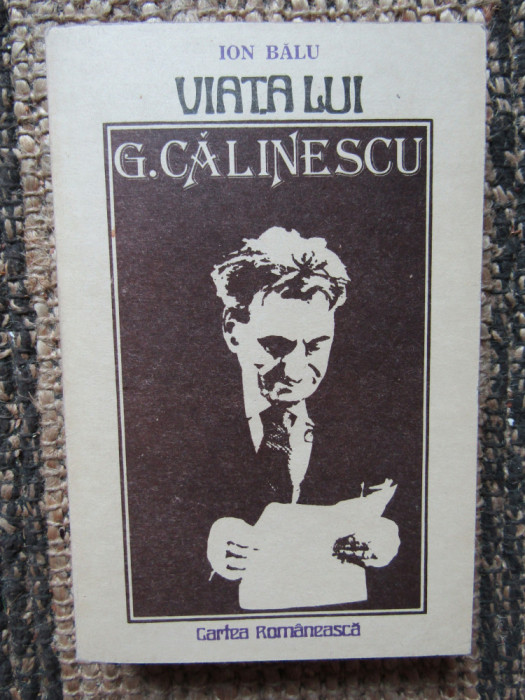 ION BĂLU
VIAȚA LUI
G.CĂLINESCU
Cartea Românească